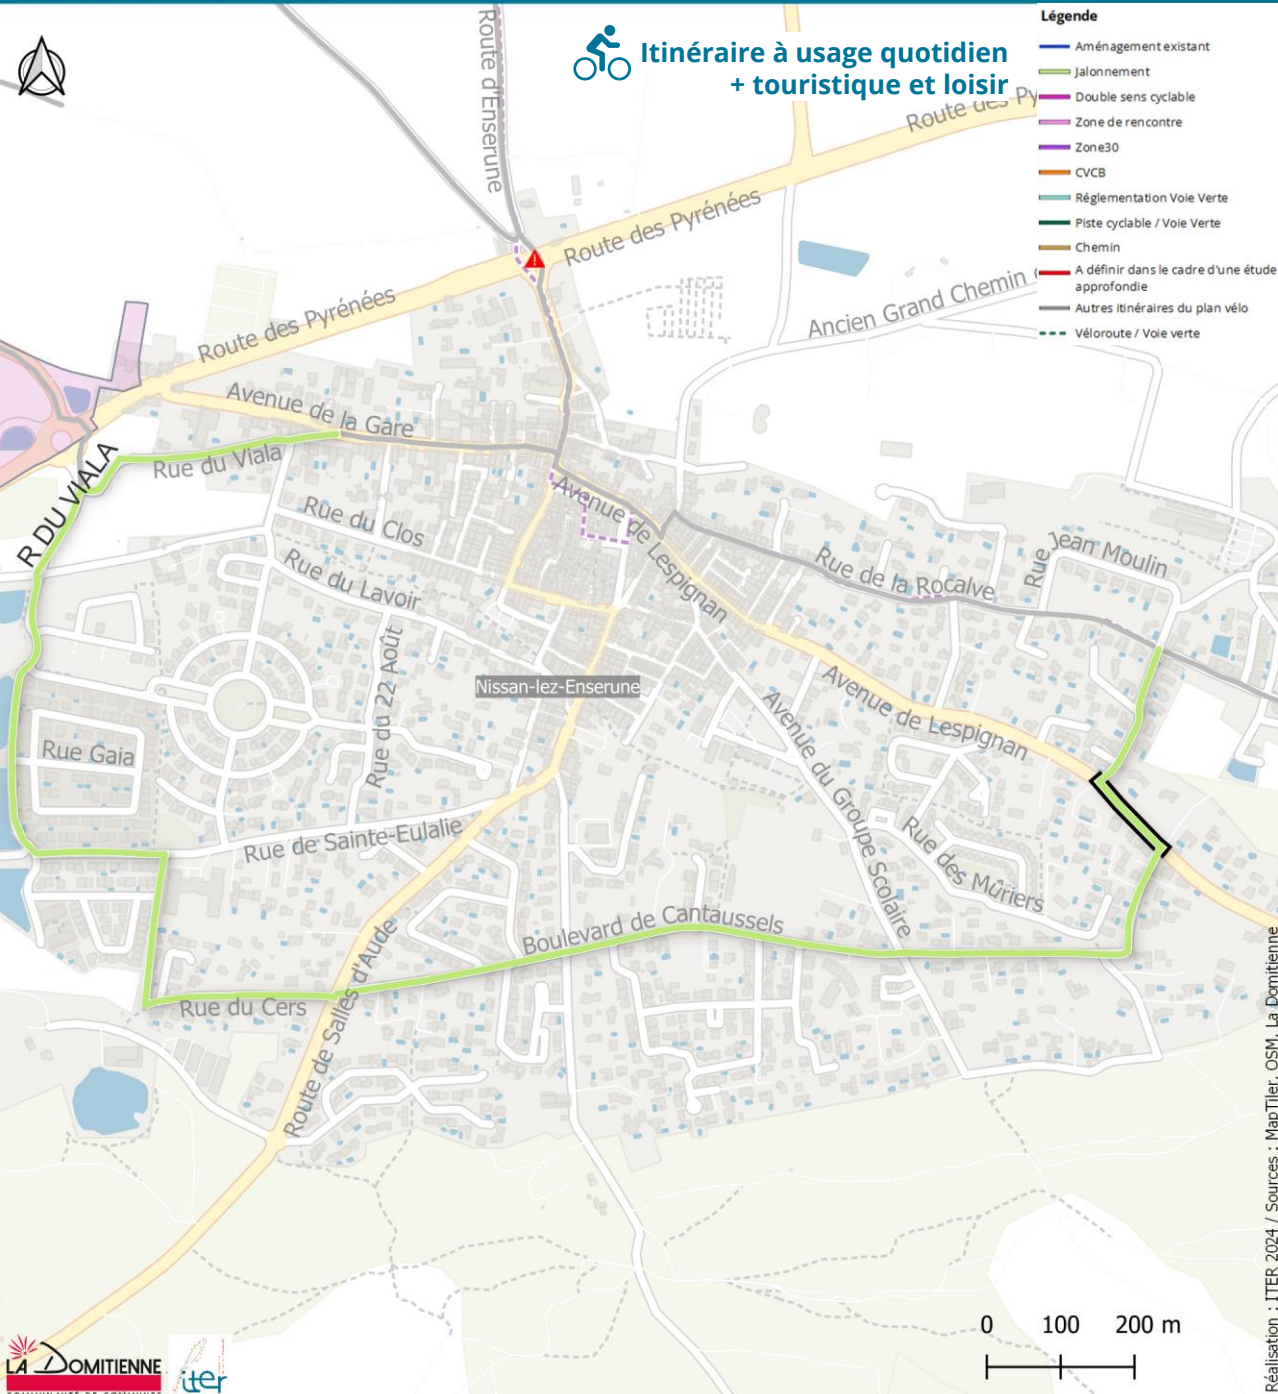 Itinéraire à usage quotidien
+ touristique et loisir
Légende
Aménagement existant
Jalonnement
Double sens cyclable
Zone de rencontre
Zone30
CVCB
Réglementation Voie Verte
Piste cyclable / Voie Verte
Chemin
A définir dans le cadre d'une étude
approfondie
Autres itinéraires du plan vélo
Véloroute / Voie verte
Route d'Enserune
Route des Py
Route des Pyrénées
Route des Pyrénées
Ancien Grand Chemin
Avenue de la Gare
Rue du Viala
R DU VIALA
Rue du Clos
Rue du Lavoir
Avenue de Lespignan
Rue de la Rocalve
Rue Jean Moulin
Rue du 22 Août
Nissan-lez-Enserune
Avenue de Lespignan
Rue Gaia
Avenue du Groupe Scolaire
Rue de Sainte-Eulalie
Rue des Mûriers
Boulevard de Cantaussels
Rue du Cers
Route de Salles d'Aude
0 100 200 m
Réalisation : ITER 2024 / Sources : MapTiler, OSM, La Domitienne
LA DOMITIENNE
COMMUNAUTÉ DE COMMUNES
iter